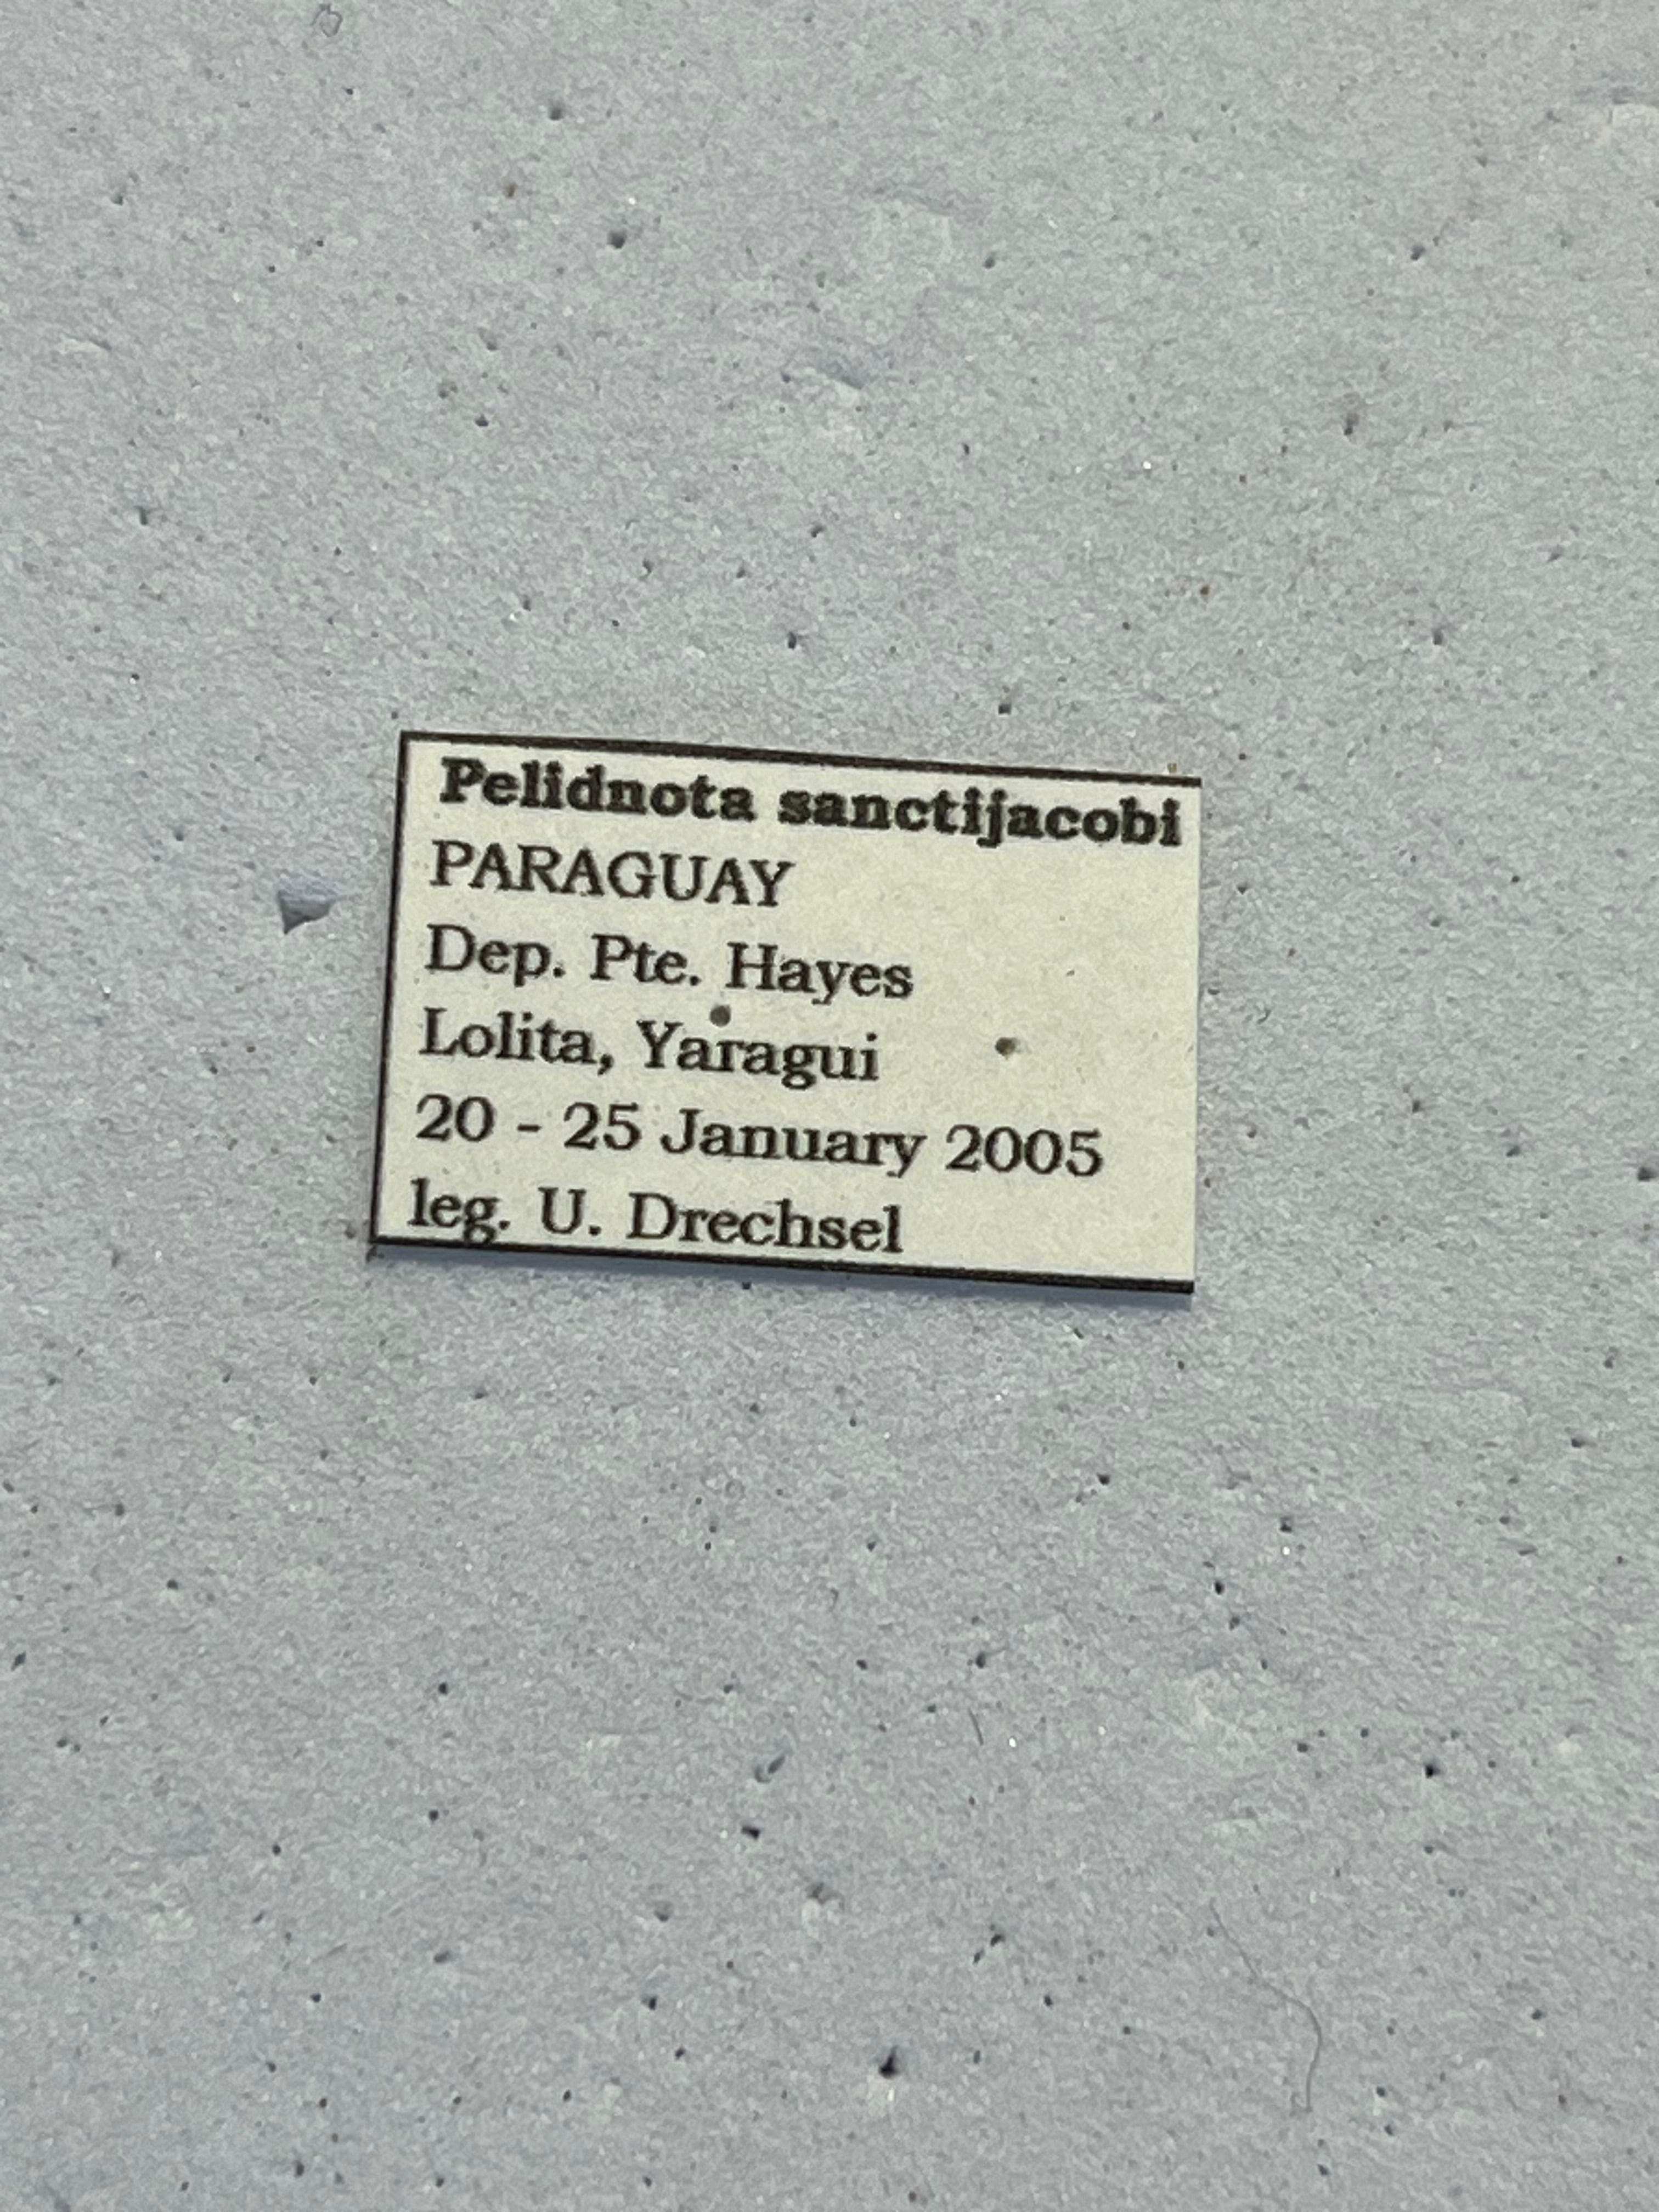 Pelidnota sanctijacobi
PARAGUAY
Dep. Pte. Hayes
Lolita, Yaragui
20 - 25 January 2005
leg. U. Drechsel